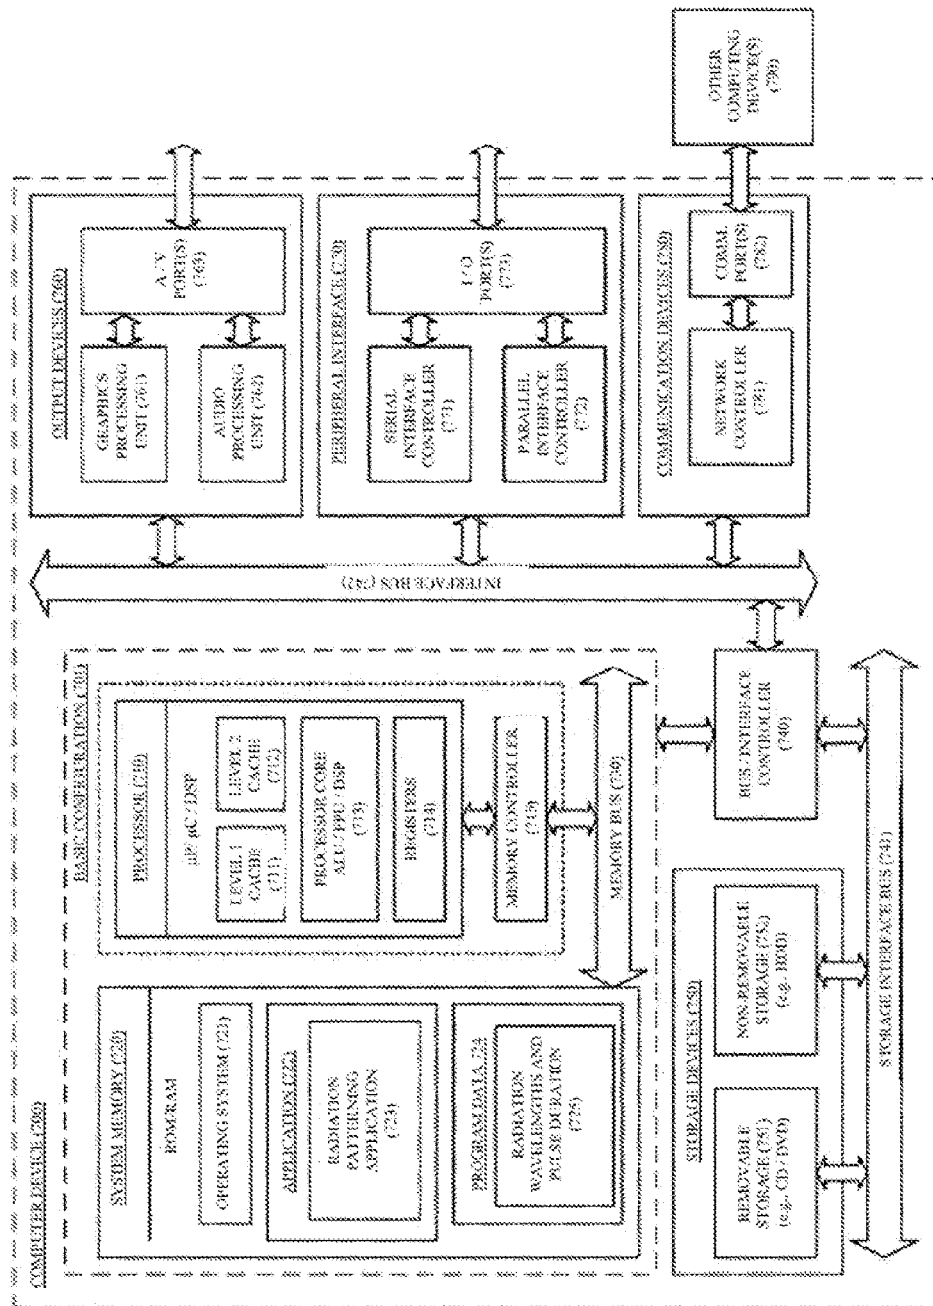 COMPUTER DEVICE (700)
BASIC CONFIGURATION (701)
SYSTEM MEMORY (720)
ROM/RAM
OPERATING SYSTEM (721)
APPLICATION (722)
RADIATION
PATTERNING
APPLICATION
(723)
PROGRAM DATA 724
RADIATION
WAVELENGTHS AND
PULSE DURATION
(725)
PROCESSOR (710)
µP/ µC / DSP
LEVEL 1
CACHE
(711)
LEVEL 2
CACHE
(712)
PROCESSOR CORE
ALU / FPU / DSP
(713)
REGISTERS
(714)
MEMORY CONTROLLER
(715)
MEMORY BUS (730)
BUS / INTERFACE
CONTROLLER
(740)
STORAGE DEVICES (750)
REMOVABLE
STORAGE (751)
(e.g., CD / DVD)
NON-REMOVABLE
STORAGE (752)
(e.g., HDD)
STORAGE INTERFACE BUS (741)
INTERFACE BUS (742)
OUTPUT DEVICES (760)
GRAPHICS
PROCESSING
UNIT (761)
AUDIO
PROCESSING
UNIT (762)
A / V
PORT(S)
(763)
PERIPHERAL INTERFACE (770)
SERIAL
INTERFACE
CONTROLLER
(771)
PARALLEL
INTERFACE
CONTROLLER
(772)
I / O
PORT(S)
(773)
COMMUNICATION DEVICES (780)
NETWORK
CONTROLLER
(781)
COMM.
PORT(S)
(782)
OTHER
COMPUTING
DEVICE(S)
(790)